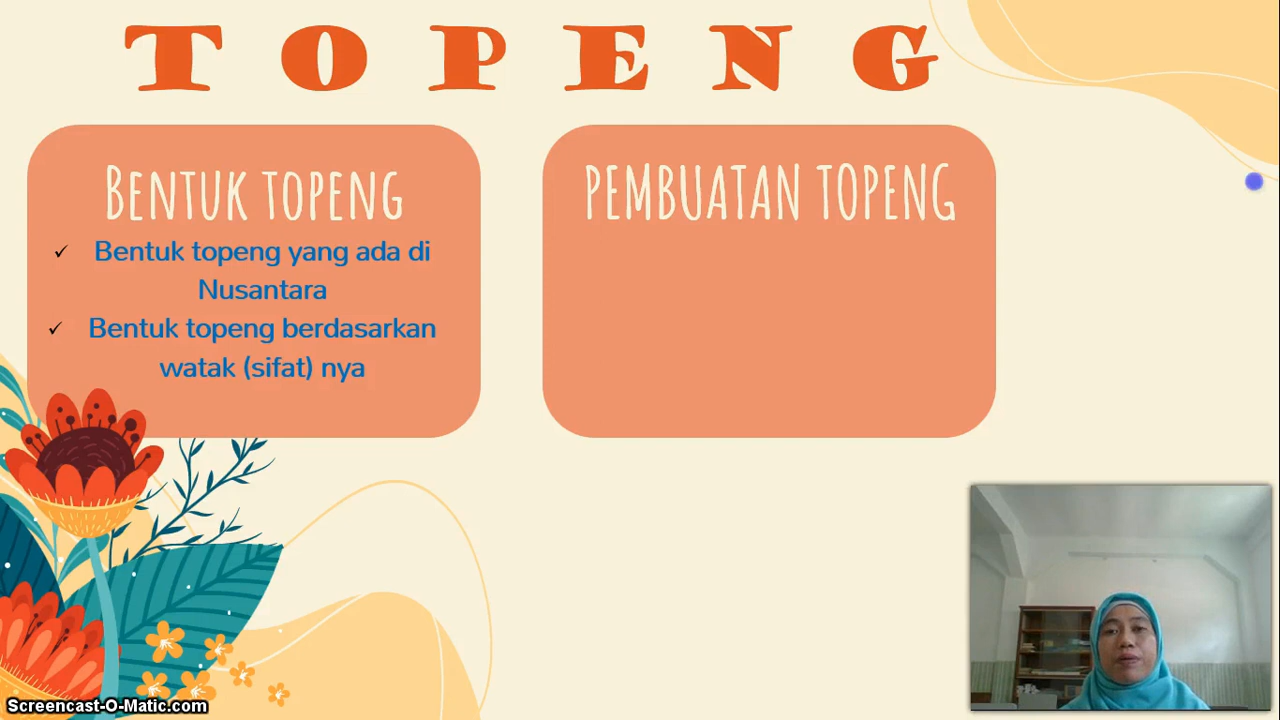 TOPENG
BENTUK TOPENG
✓ Bentuk topeng yang ada di
Nusantara
✓ Bentuk topeng berdasarkan
watak (sifat) nya
PEMBUATAN TOPENG
Screencast-O-Matic.com